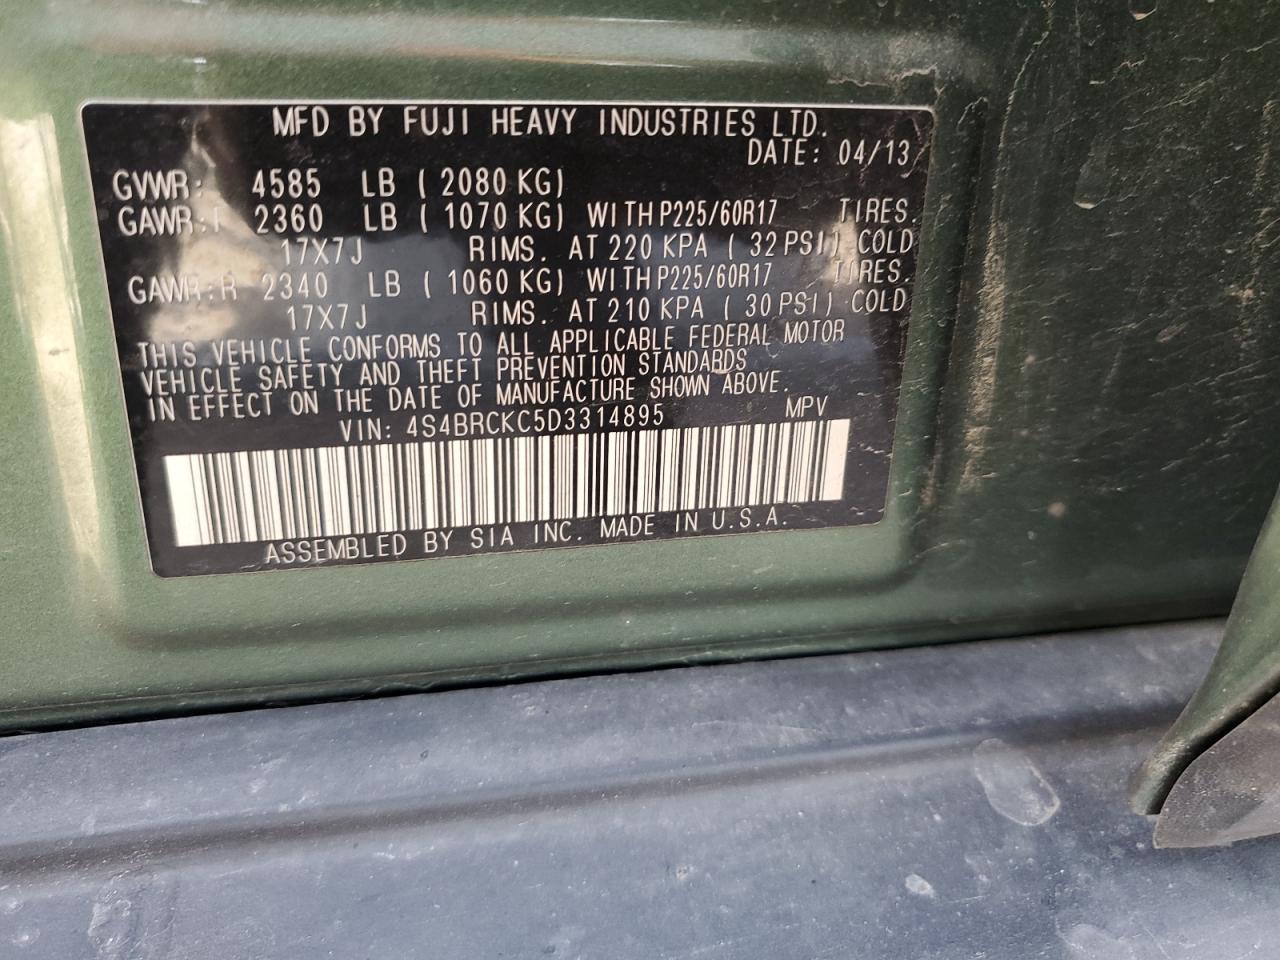 MFD BY FUJI HEAVY INDUSTRIES LTD.
DATE: 04/13
GVWR: 4585 LB ( 2080 KG)
GAWR:F 2360 LB ( 1070 KG) WITH P225/60R17 TIRES.
17X7J RIMS. AT 220 KPA ( 32 PSI) COLD
GAWR:R 2340 LB ( 1060 KG) WITH P225/60R17 TIRES.
17X7J RIMS. AT 210 KPA ( 30 PSI) COLD
THIS VEHICLE CONFORMS TO ALL APPLICABLE FEDERAL MOTOR
VEHICLE SAFETY AND THEFT PREVENTION STANDARDS
IN EFFECT ON THE DATE OF MANUFACTURE SHOWN ABOVE.
VIN: 4S4BRCKC5D3314895 MPV
ASSEMBLED BY SIA INC. MADE IN U.S.A.